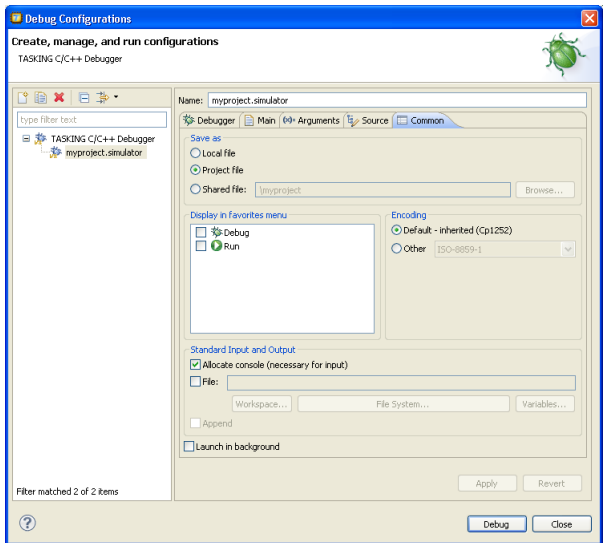 Debug Configurations
Create, manage, and run configurations
TASKING C/C++ Debugger
type filter text
TASKING C/C++ Debugger
myproject.simulator
Filter matched 2 of 2 items
Name: myproject.simulator
Debugger Main (x)= Arguments Source Common
Save as
Local file
Project file
Shared file: \myproject Browse...
Display in favorites menu
Debug
Run
Encoding
Default - inherited (Cp1252)
Other ISO-8859-1
Standard Input and Output
Allocate console (necessary for input)
File:
Workspace... File System... Variables...
Append
Launch in background
Apply Revert
? Debug Close